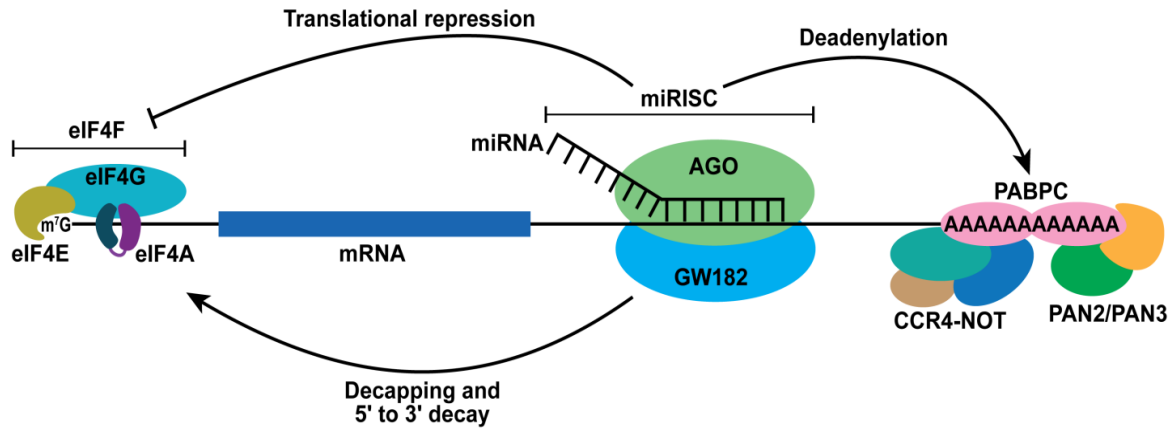 Translational repression
Deadenylation
miRISC
eIF4F
miRNA
AGO
eIF4G
PABPC
m⁷G
AAAAAAAAAAAAA
eIF4E
eIF4A
mRNA
GW182
CCR4-NOT
PAN2/PAN3
Decapping and
5' to 3' decay